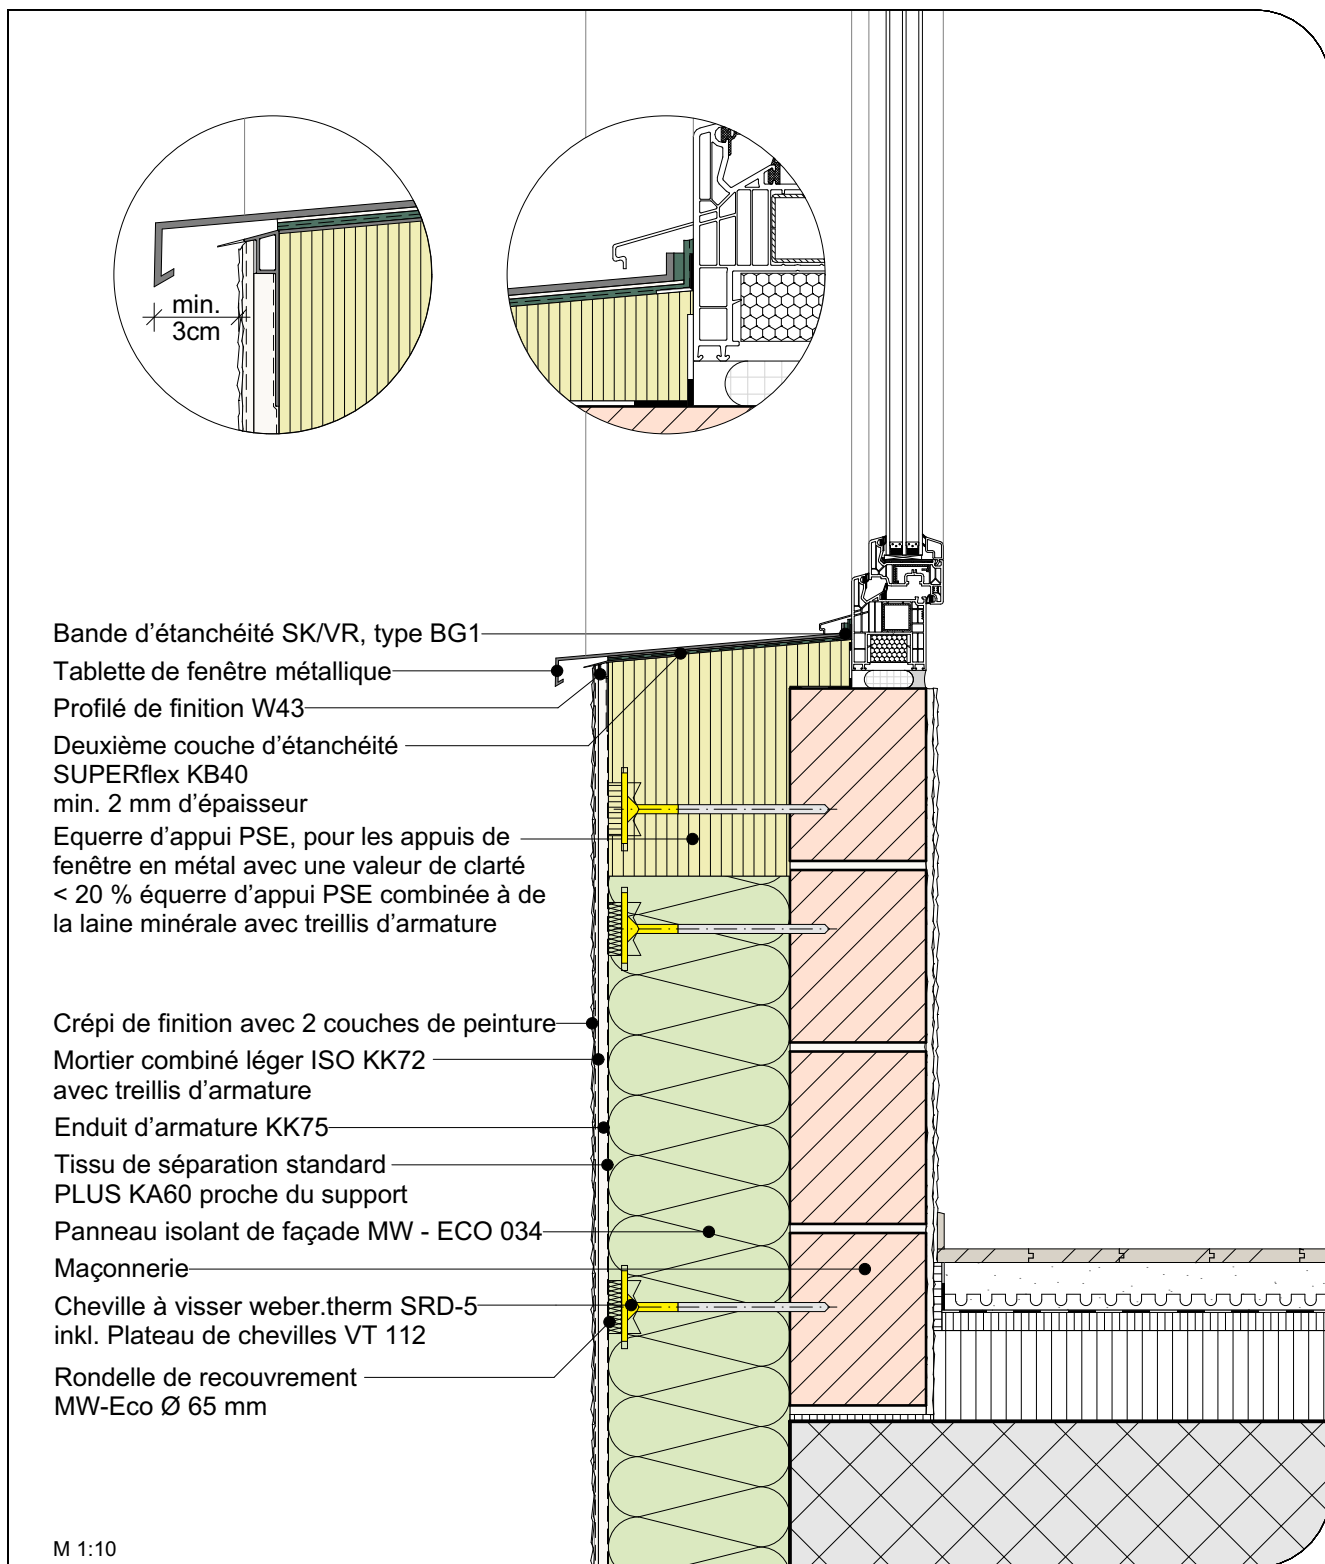 min.
3cm
Bande d'étanchéité SK/VR, type BG1
Tablette de fenêtre métallique
Profilé de finition W43
Deuxième couche d'étanchéité
SUPERflex KB40
min. 2 mm d'épaisseur
Equerre d'appui PSE, pour les appuis de
fenêtre en métal avec une valeur de clarté
< 20 % équerre d'appui PSE combinée à de
la laine minérale avec treillis d'armature
Crépi de finition avec 2 couches de peinture
Mortier combiné léger ISO KK72
avec treillis d'armature
Enduit d'armature KK75
Tissu de séparation standard
PLUS KA60 proche du support
Panneau isolant de façade MW - ECO 034
Maçonnerie
Cheville à visser weber.therm SRD-5
inkl. Plateau de chevilles VT 112
Rondelle de recouvrement
MW-Eco Ø 65 mm
M 1:10